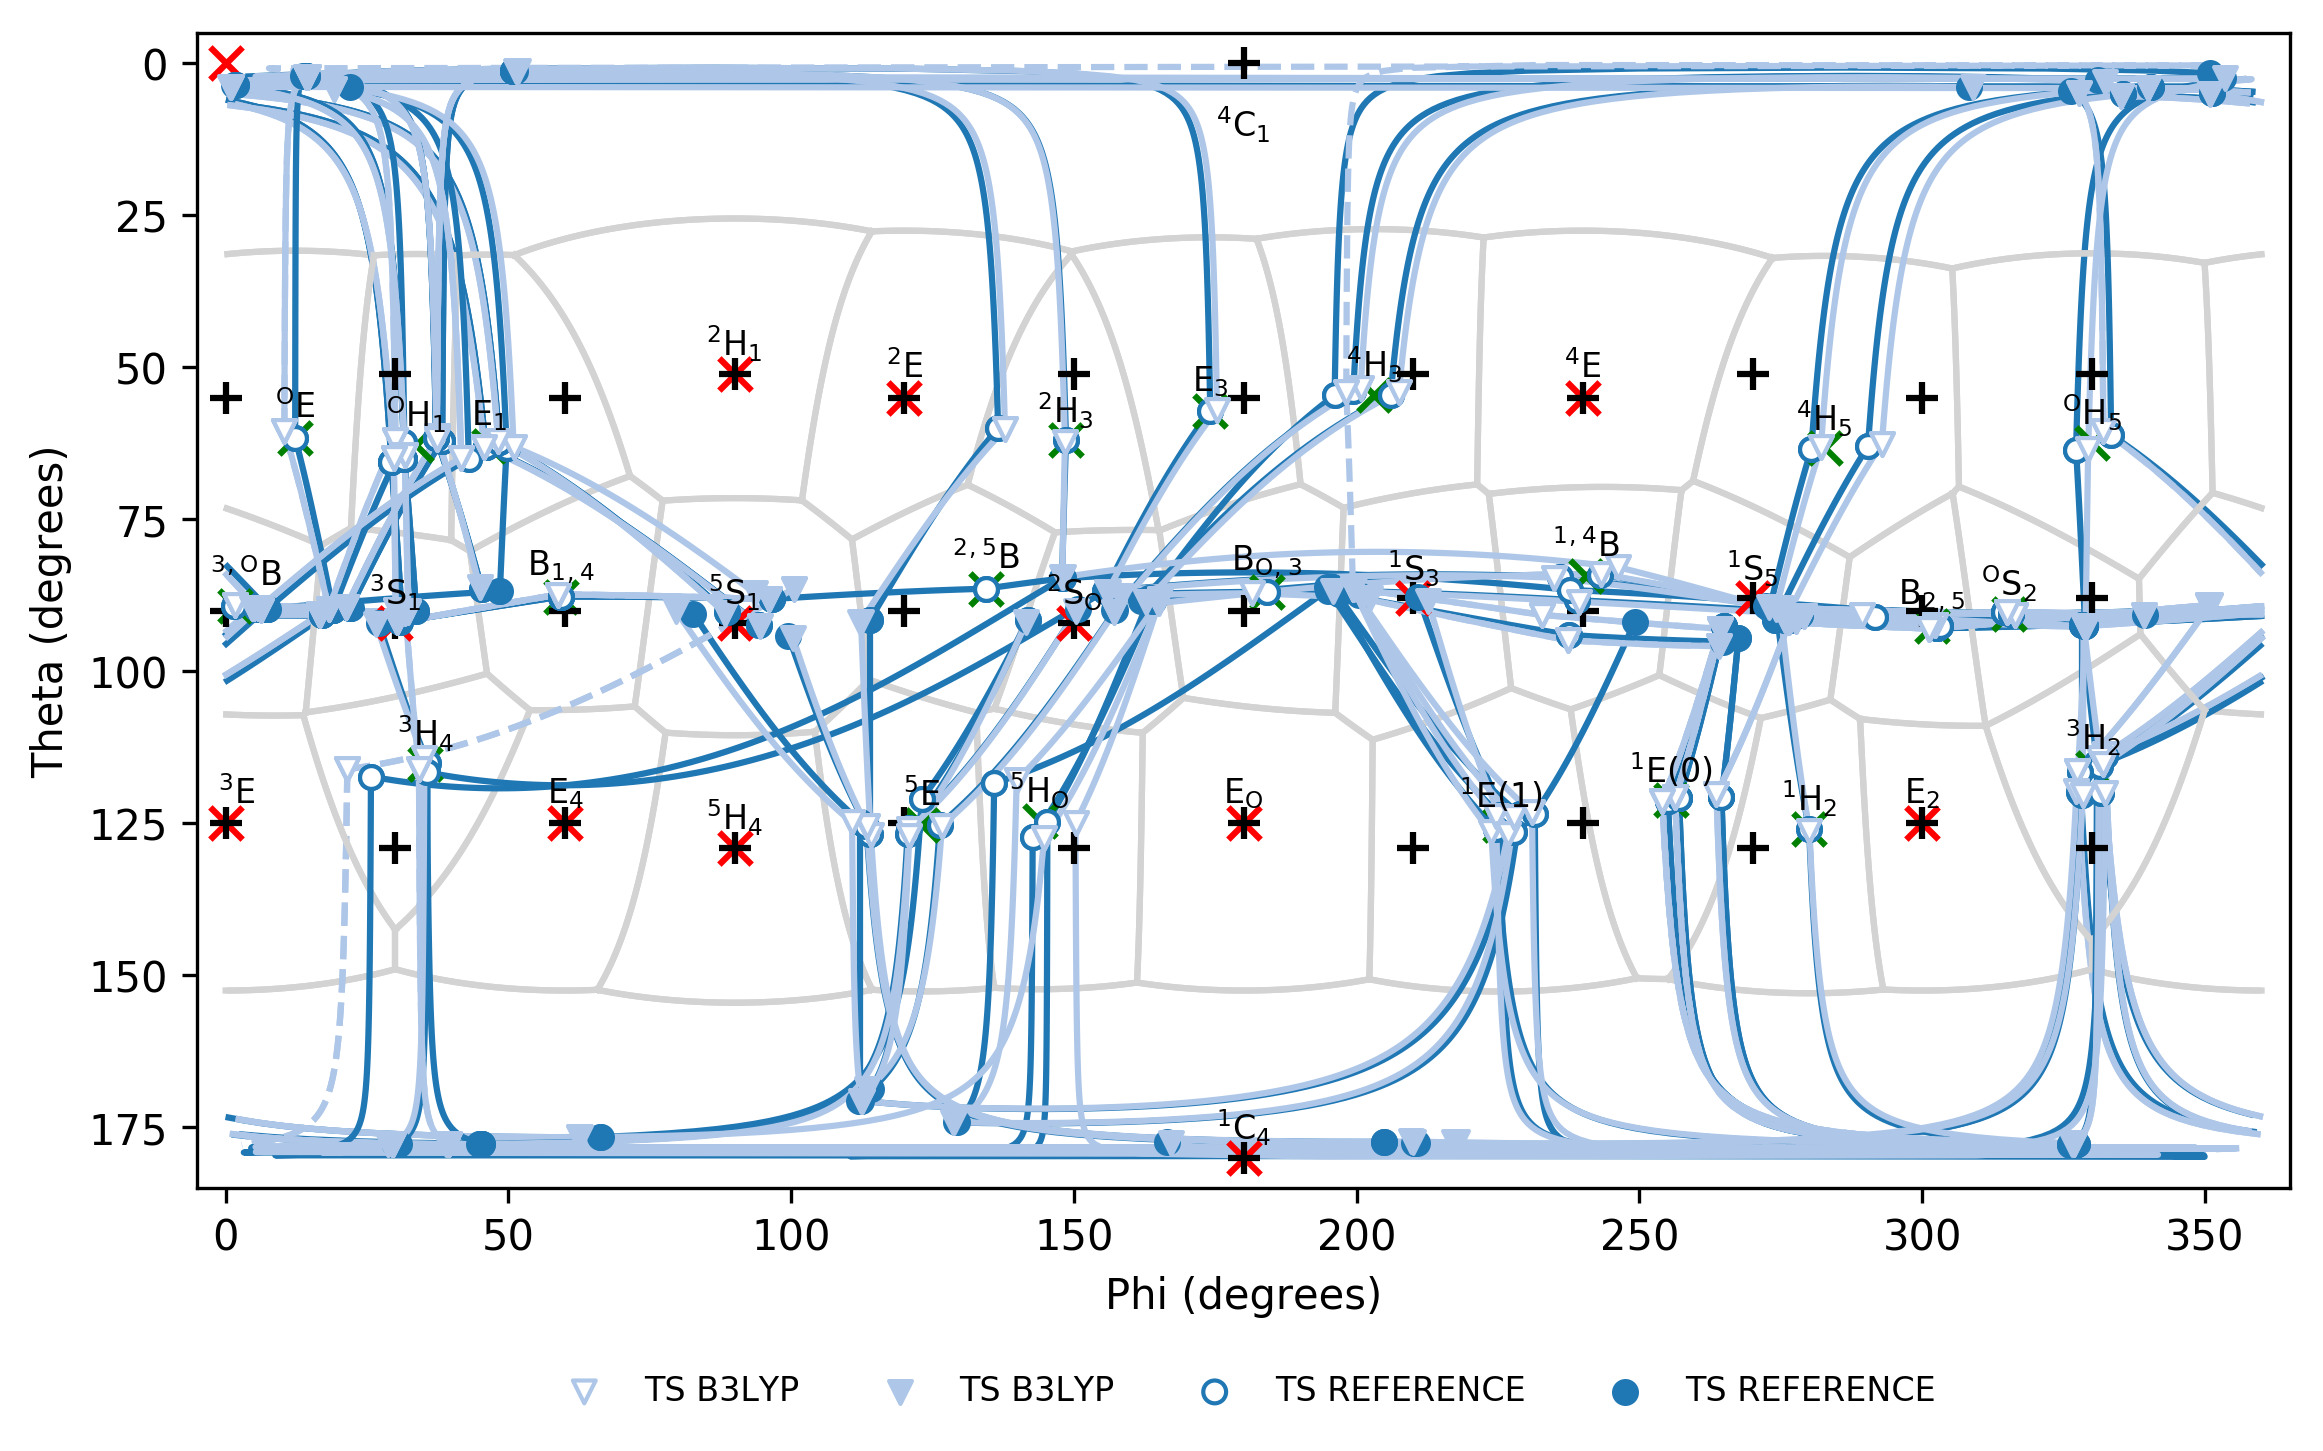 0
25
50
75
100
125
150
175
Theta (degrees)
⁴C₁
²H₁
²E
⁴E
ᴼE
ᴼH₁
E₁
²H₃
E₃
⁴H₃
⁴H₅
ᴼH₅
³,ᴼB
³S₁
B₁,₄
⁵S₁
²,⁵B
²Sₒ
Bₒ,₃
¹S₃
¹,⁴B
¹S₅
B₂,₅
ᴼS₂
³H₄
³H₂
³E
E₄
⁵H₄
⁵E
⁵Hₒ
Eₒ
¹E(1)
¹E(0)
¹H₂
E₂
¹C₄
0 50 100 150 200 250 300 350
Phi (degrees)
TS B3LYP TS B3LYP TS REFERENCE TS REFERENCE